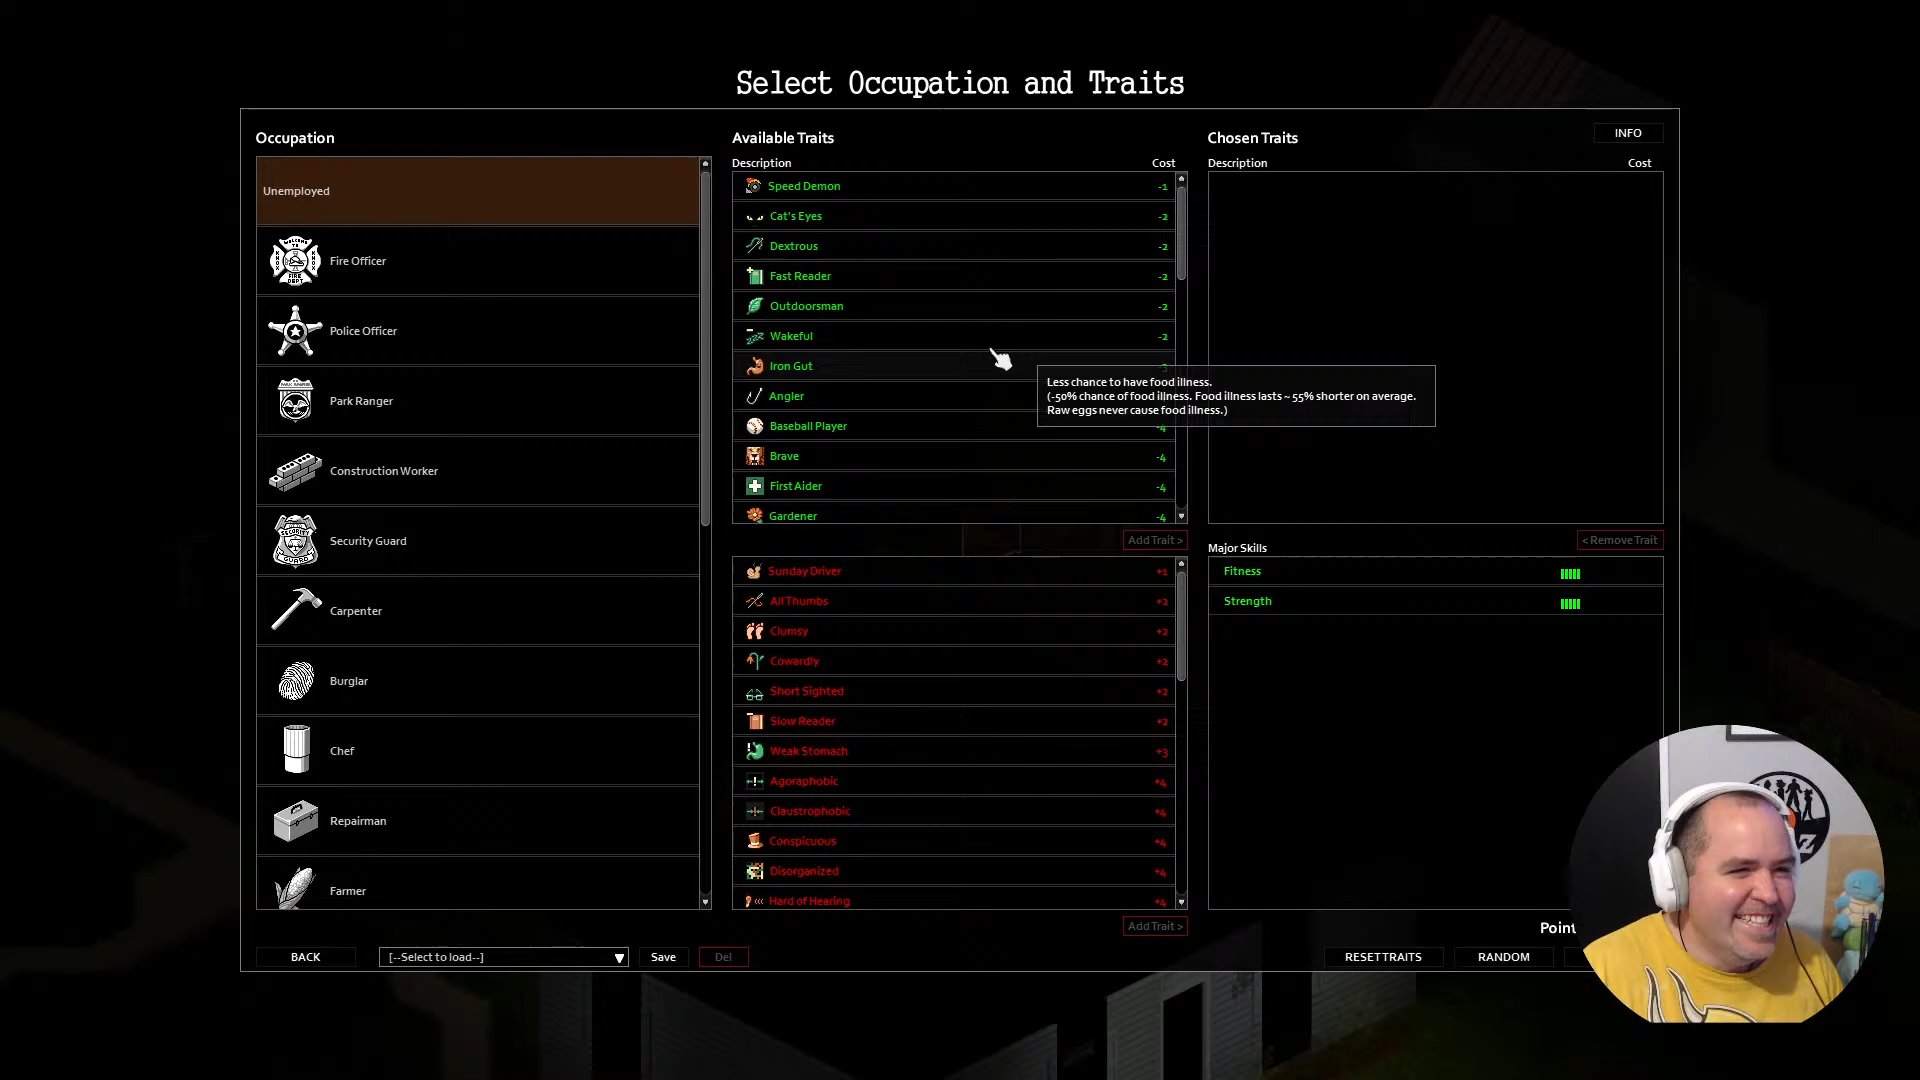 Select Occupation and Traits
Occupation
Unemployed
Fire Officer
Police Officer
Park Ranger
Construction Worker
Security Guard
Carpenter
Burglar
Chef
Repairman
Farmer
Available Traits
Description Cost
Speed Demon -1
Cat's Eyes -2
Dextrous -2
Fast Reader -2
Outdoorsman -2
Wakeful -2
Iron Gut
Angler
Baseball Player -4
Brave -4
First Aider -4
Gardener -4
Less chance to have food illness.
(-50% chance of food illness. Food illness lasts ~ 55% shorter on average.
Raw eggs never cause food illness.)
Add Trait >
Sunday Driver +1
All Thumbs +2
Clumsy +2
Cowardly +2
Short Sighted +2
Slow Reader +2
Weak Stomach +3
Agoraphobic +4
Claustrophobic +4
Conspicuous +4
Disorganized +4
Hard of Hearing +4
Add Trait >
Chosen Traits
INFO
Description Cost
< Remove Trait
Major Skills
Fitness
Strength
Point
BACK
[--Select to load--]
Save
Del
RESET TRAITS
RANDOM